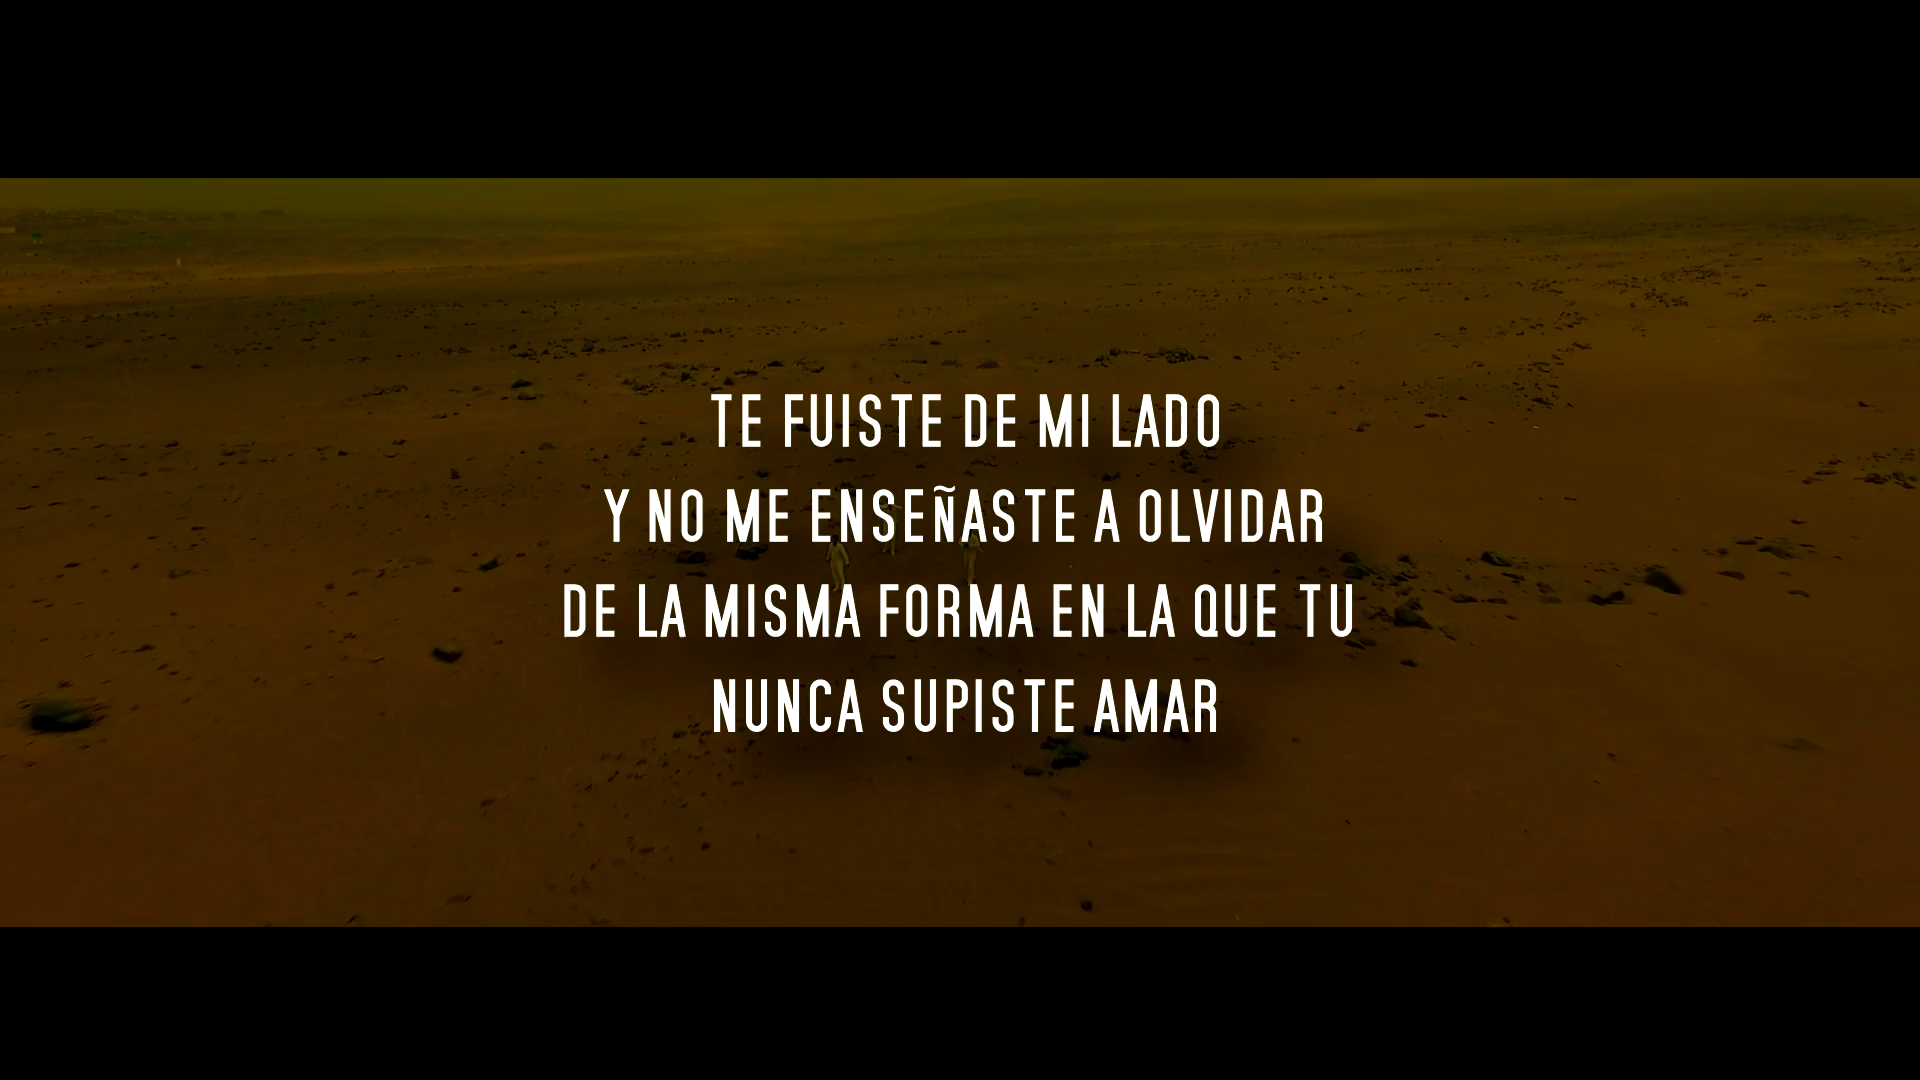 TE FUISTE DE MI LADO
Y NO ME ENSEÑASTE A OLVIDAR
DE LA MISMA FORMA EN LA QUE TU
NUNCA SUPISTE AMAR